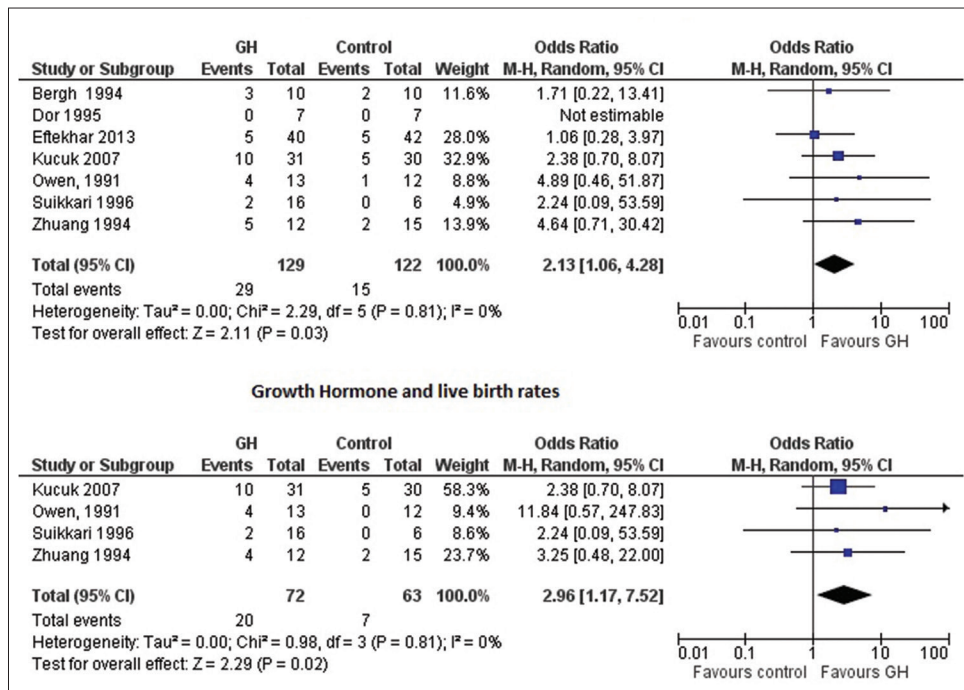 GH Control Odds Ratio Odds Ratio
Study or Subgroup Events Total Events Total Weight M-H, Random, 95% CI M-H, Random, 95% CI
Bergh 1994 3 10 2 10 11.6% 1.71 [0.22, 13.41]
Dor 1995 0 7 0 7 Not estimable
Eftekhar 2013 5 40 5 42 28.0% 1.06 [0.28, 3.97]
Kucuk 2007 10 31 5 30 32.9% 2.38 [0.70, 8.07]
Owen, 1991 4 13 1 12 8.8% 4.89 [0.46, 51.87]
Suikkari 1996 2 16 0 6 4.9% 2.24 [0.09, 53.59]
Zhuang 1994 5 12 2 15 13.9% 4.64 [0.71, 30.42]
Total (95% CI) 129 122 100.0% 2.13 [1.06, 4.28]
Total events 29 15
Heterogeneity: Tau² = 0.00; Chi² = 2.29, df = 5 (P = 0.81); I² = 0%
Test for overall effect: Z = 2.11 (P = 0.03)
0.01 0.1 1 10 100
Favours control Favours GH
Growth Hormone and live birth rates
GH Control Odds Ratio Odds Ratio
Study or Subgroup Events Total Events Total Weight M-H, Random, 95% CI M-H, Random, 95% CI
Kucuk 2007 10 31 5 30 58.3% 2.38 [0.70, 8.07]
Owen, 1991 4 13 0 12 9.4% 11.84 [0.57, 247.83]
Suikkari 1996 2 16 0 6 8.6% 2.24 [0.09, 53.59]
Zhuang 1994 4 12 2 15 23.7% 3.25 [0.48, 22.00]
Total (95% CI) 72 63 100.0% 2.96 [1.17, 7.52]
Total events 20 7
Heterogeneity: Tau² = 0.00; Chi² = 0.98, df = 3 (P = 0.81); I² = 0%
Test for overall effect: Z = 2.29 (P = 0.02)
0.01 0.1 1 10 100
Favours control Favours GH